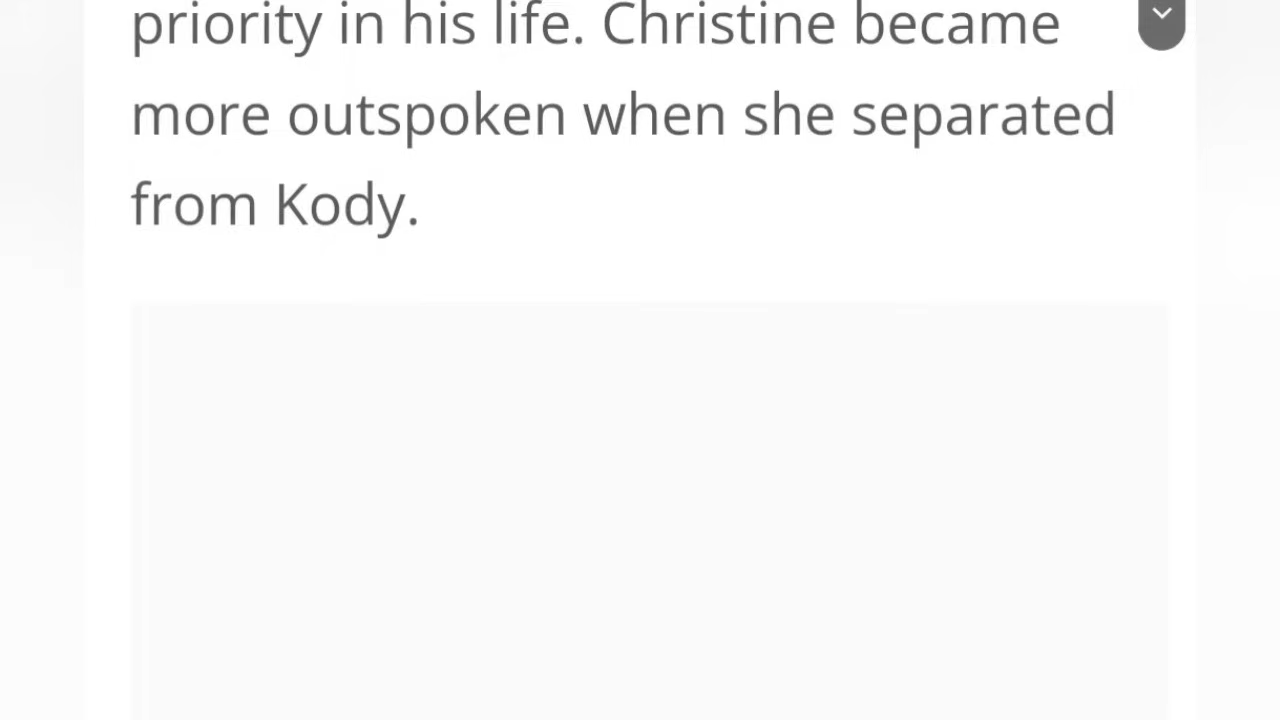 priority in his life. Christine became
more outspoken when she separated
from Kody.